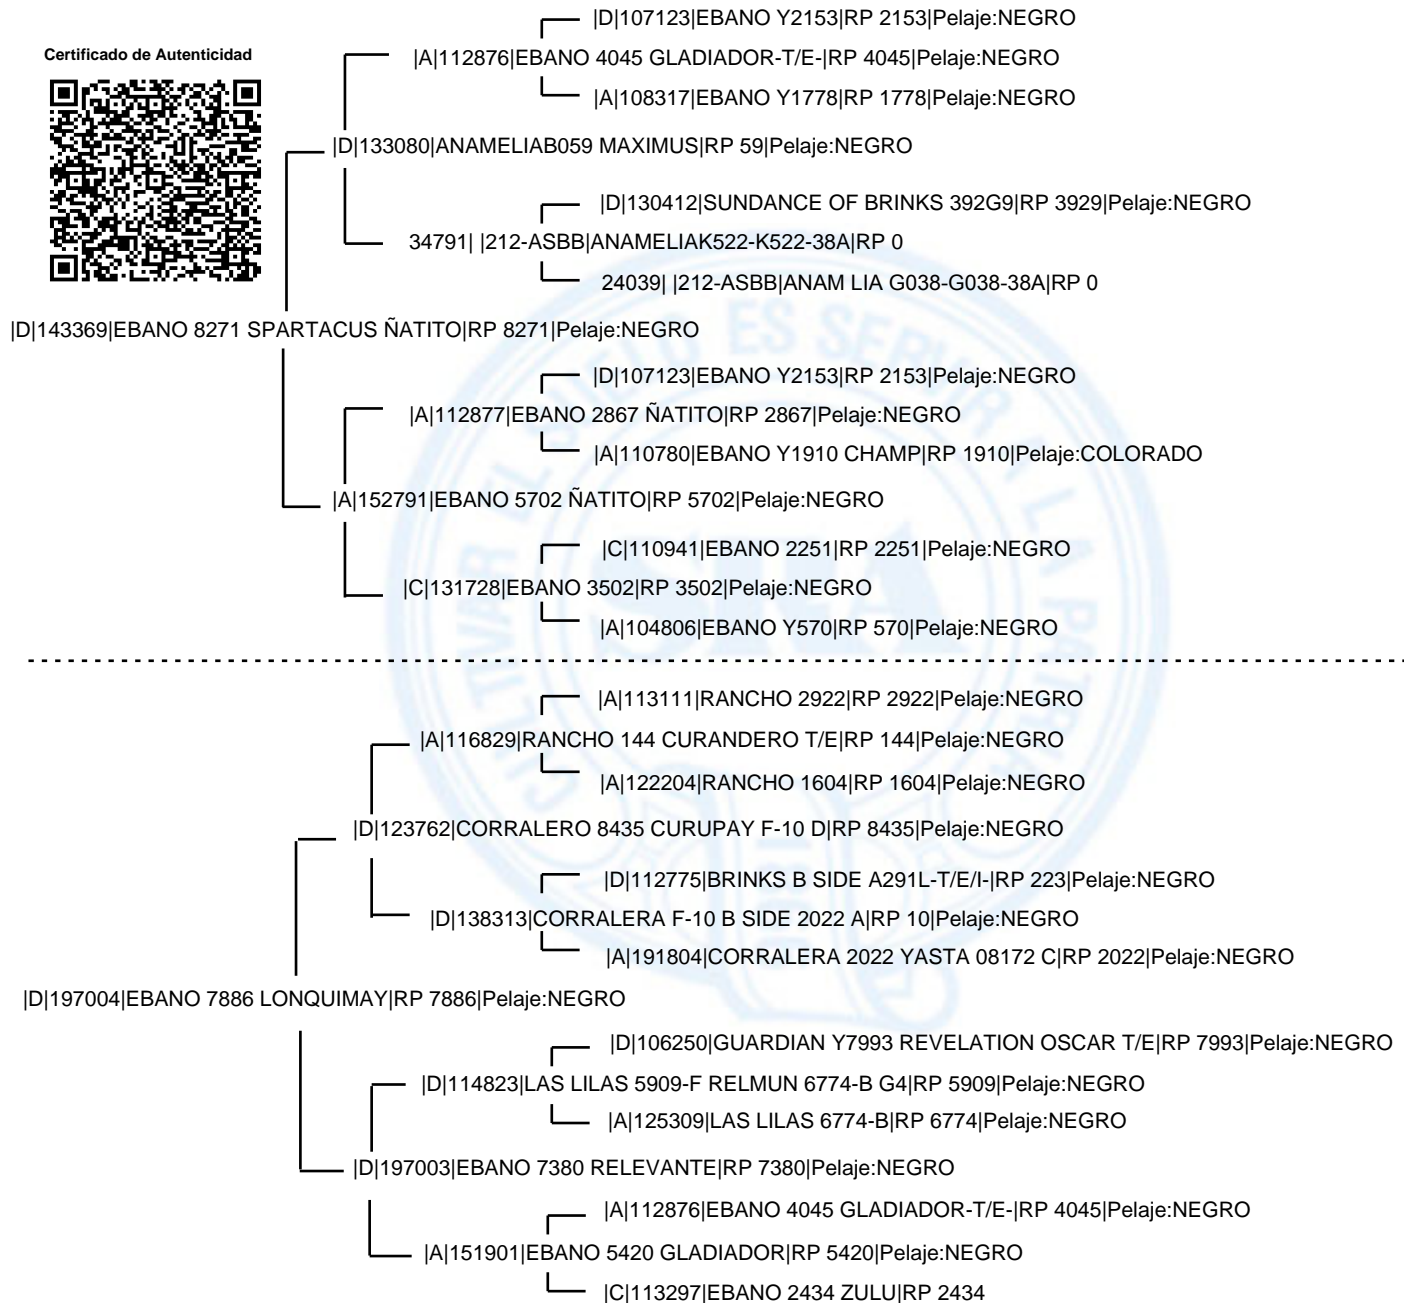 |D|107123|EBANO Y2153|RP 2153|Pelaje:NEGRO
Certificado de Autenticidad
|A|112876|EBANO 4045 GLADIADOR-T/E-|RP 4045|Pelaje:NEGRO
|A|108317|EBANO Y1778|RP 1778|Pelaje:NEGRO
|D|133080|ANAMELIAB059 MAXIMUS|RP 59|Pelaje:NEGRO
|D|130412|SUNDANCE OF BRINKS 392G9|RP 3929|Pelaje:NEGRO
34791| |212-ASBB|ANAMELIAK522-K522-38A|RP 0
24039| |212-ASBB|ANAM LIA G038-G038-38A|RP 0
|D|143369|EBANO 8271 SPARTACUS ÑATITO|RP 8271|Pelaje:NEGRO
|D|107123|EBANO Y2153|RP 2153|Pelaje:NEGRO
|A|112877|EBANO 2867 ÑATITO|RP 2867|Pelaje:NEGRO
|A|110780|EBANO Y1910 CHAMP|RP 1910|Pelaje:COLORADO
|A|152791|EBANO 5702 ÑATITO|RP 5702|Pelaje:NEGRO
|C|110941|EBANO 2251|RP 2251|Pelaje:NEGRO
|C|131728|EBANO 3502|RP 3502|Pelaje:NEGRO
|A|104806|EBANO Y570|RP 570|Pelaje:NEGRO
|A|113111|RANCHO 2922|RP 2922|Pelaje:NEGRO
|A|116829|RANCHO 144 CURANDERO T/E|RP 144|Pelaje:NEGRO
|A|122204|RANCHO 1604|RP 1604|Pelaje:NEGRO
|D|123762|CORRALERO 8435 CURUPAY F-10 D|RP 8435|Pelaje:NEGRO
|D|112775|BRINKS B SIDE A291L-T/E/I-|RP 223|Pelaje:NEGRO
|D|138313|CORRALERA F-10 B SIDE 2022 A|RP 10|Pelaje:NEGRO
|A|191804|CORRALERA 2022 YASTA 08172 C|RP 2022|Pelaje:NEGRO
|D|197004|EBANO 7886 LONQUIMAY|RP 7886|Pelaje:NEGRO
|D|106250|GUARDIAN Y7993 REVELATION OSCAR T/E|RP 7993|Pelaje:NEGRO
|D|114823|LAS LILAS 5909-F RELMUN 6774-B G4|RP 5909|Pelaje:NEGRO
|A|125309|LAS LILAS 6774-B|RP 6774|Pelaje:NEGRO
|D|197003|EBANO 7380 RELEVANTE|RP 7380|Pelaje:NEGRO
|A|112876|EBANO 4045 GLADIADOR-T/E-|RP 4045|Pelaje:NEGRO
|A|151901|EBANO 5420 GLADIADOR|RP 5420|Pelaje:NEGRO
|C|113297|EBANO 2434 ZULU|RP 2434
CULTIVAR EL SUELO ES SERVIR A LA PATRIA